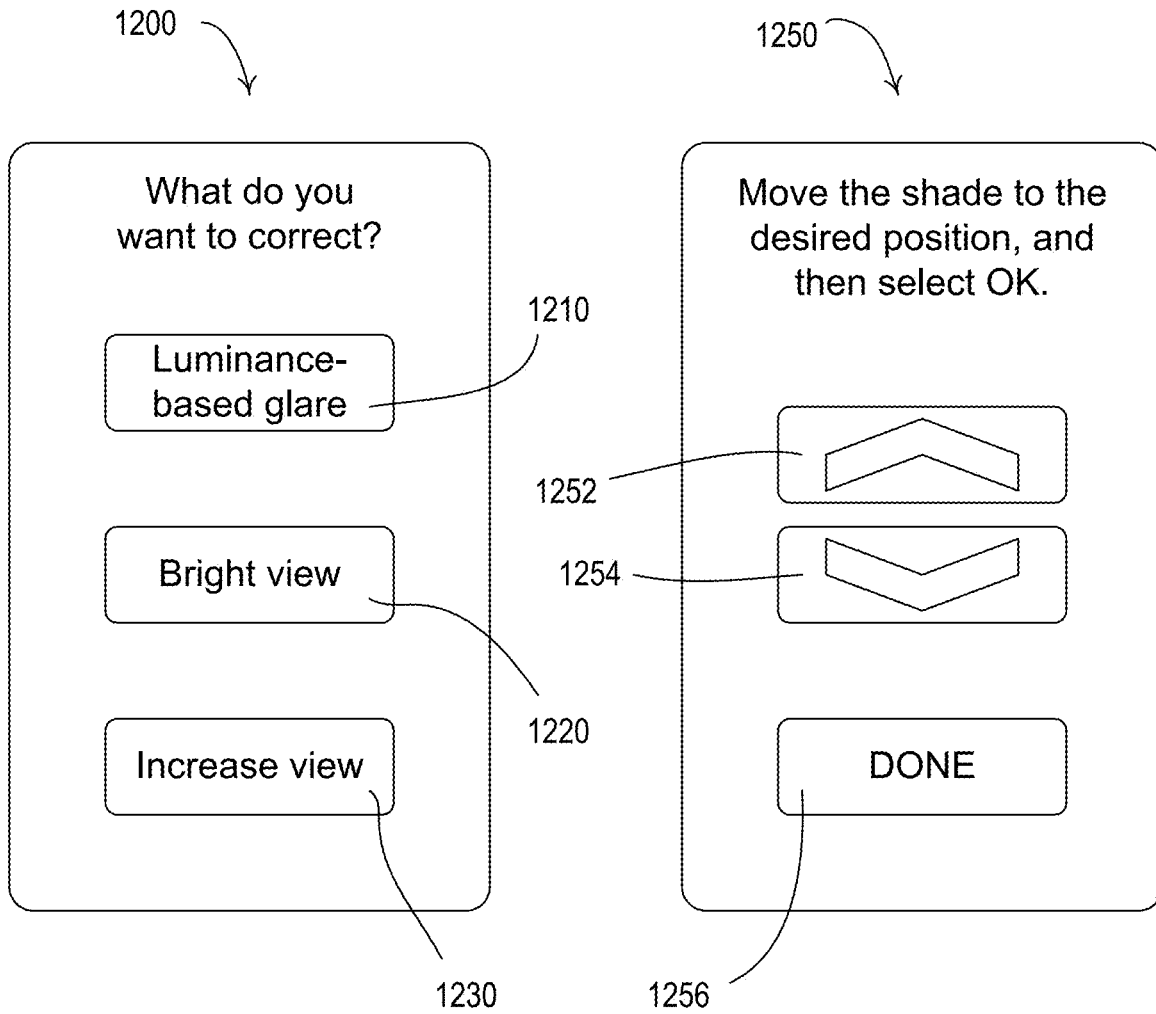 1200
What do you
want to correct?
1210
Luminance-
based glare
Bright view
1220
Increase view
1230
1250
Move the shade to the
desired position, and
then select OK.
1252
1254
DONE
1256